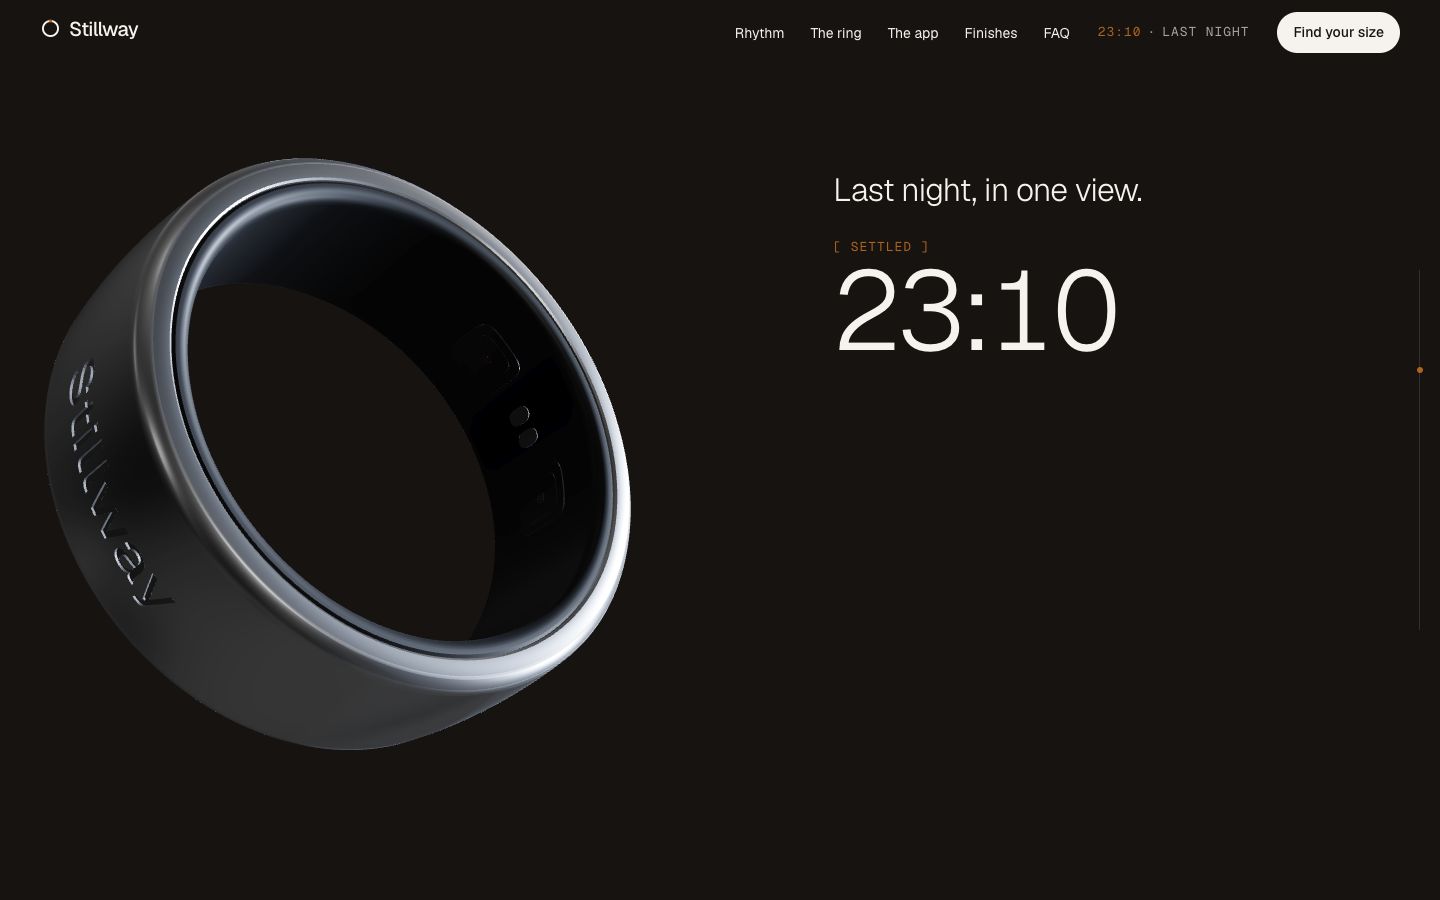 Stillway
Rhythm The ring The app Finishes FAQ 23:10 · LAST NIGHT Find your size
Last night, in one view.
[ SETTLED ]
23:10
stillway